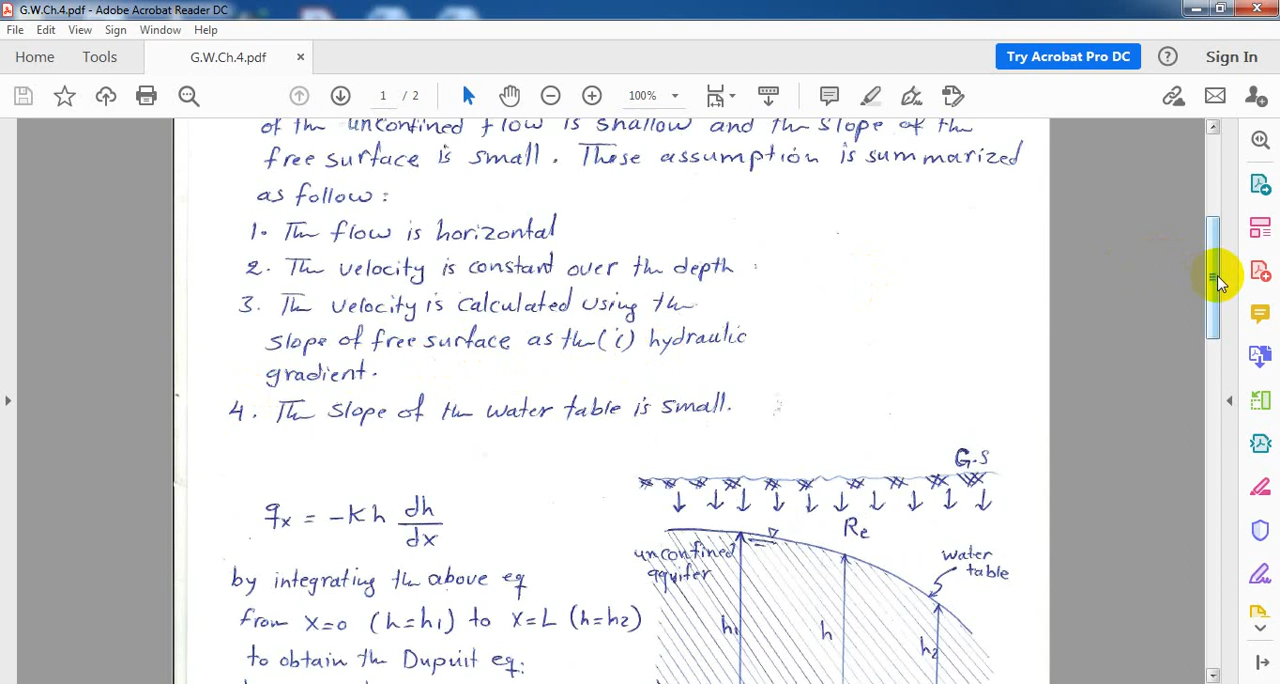 G.W.Ch.4.pdf - Adobe Acrobat Reader DC
File Edit View Sign Window Help
Home Tools G.W.Ch.4.pdf × Try Acrobat Pro DC Sign In
1 / 2 100%
of the unconfined flow is shallow and the slope of the
free surface is small. These assumption is summarized
as follow:
1. The flow is horizontal
2. The velocity is constant over the depth
3. The velocity is calculated using the
slope of free surface as the (i) hydraulic
gradient.
4. The slope of the water table is small.
G.S
qx = -kh dh/dx
Re
unconfined
aquifer
water
table
by integrating the above eq
from x=0 (h=h1) to x=L (h=h2)
h1 h h2
to obtain the Dupuit eq: